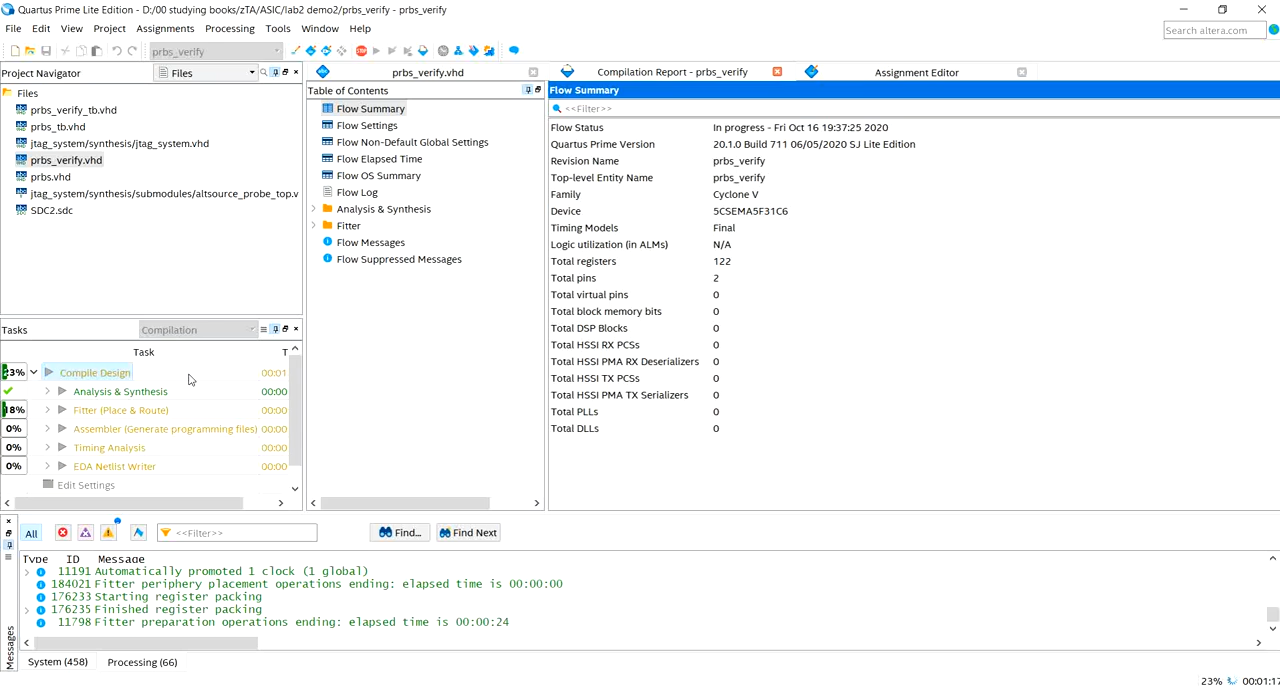 Quartus Prime Lite Edition - D:/00 studying books/zTA/ASIC/lab2 demo2/prbs_verify - prbs_verify
File Edit View Project Assignments Processing Tools Window Help
Search altera.com
prbs_verify
Project Navigator Files
prbs_verify.vhd
Compilation Report - prbs_verify
Assignment Editor
Files
prbs_verify_tb.vhd
prbs_tb.vhd
jtag_system/synthesis/jtag_system.vhd
prbs_verify.vhd
prbs.vhd
jtag_system/synthesis/submodules/altsource_probe_top.v
SDC2.sdc
Table of Contents
Flow Summary
Flow Settings
Flow Non-Default Global Settings
Flow Elapsed Time
Flow OS Summary
Flow Log
Analysis & Synthesis
Fitter
Flow Messages
Flow Suppressed Messages
Flow Summary
<<Filter>>
Flow Status In progress - Fri Oct 16 19:37:25 2020
Quartus Prime Version 20.1.0 Build 711 06/05/2020 SJ Lite Edition
Revision Name prbs_verify
Top-level Entity Name prbs_verify
Family Cyclone V
Device 5CSEMA5F31C6
Timing Models Final
Logic utilization (in ALMs) N/A
Total registers 122
Total pins 2
Total virtual pins 0
Total block memory bits 0
Total DSP Blocks 0
Total HSSI RX PCSs 0
Total HSSI PMA RX Deserializers 0
Total HSSI TX PCSs 0
Total HSSI PMA TX Serializers 0
Total PLLs 0
Total DLLs 0
Tasks Compilation
Task T
23% Compile Design 00:01
Analysis & Synthesis 00:00
18% Fitter (Place & Route) 00:00
0% Assembler (Generate programming files) 00:00
0% Timing Analysis 00:00
0% EDA Netlist Writer 00:00
Edit Settings
All <<Filter>> Find... Find Next
Type ID Message
11191 Automatically promoted 1 clock (1 global)
184021 Fitter periphery placement operations ending: elapsed time is 00:00:00
176233 Starting register packing
176235 Finished register packing
11798 Fitter preparation operations ending: elapsed time is 00:00:24
Messages
System (458) Processing (66)
23% 00:01:17